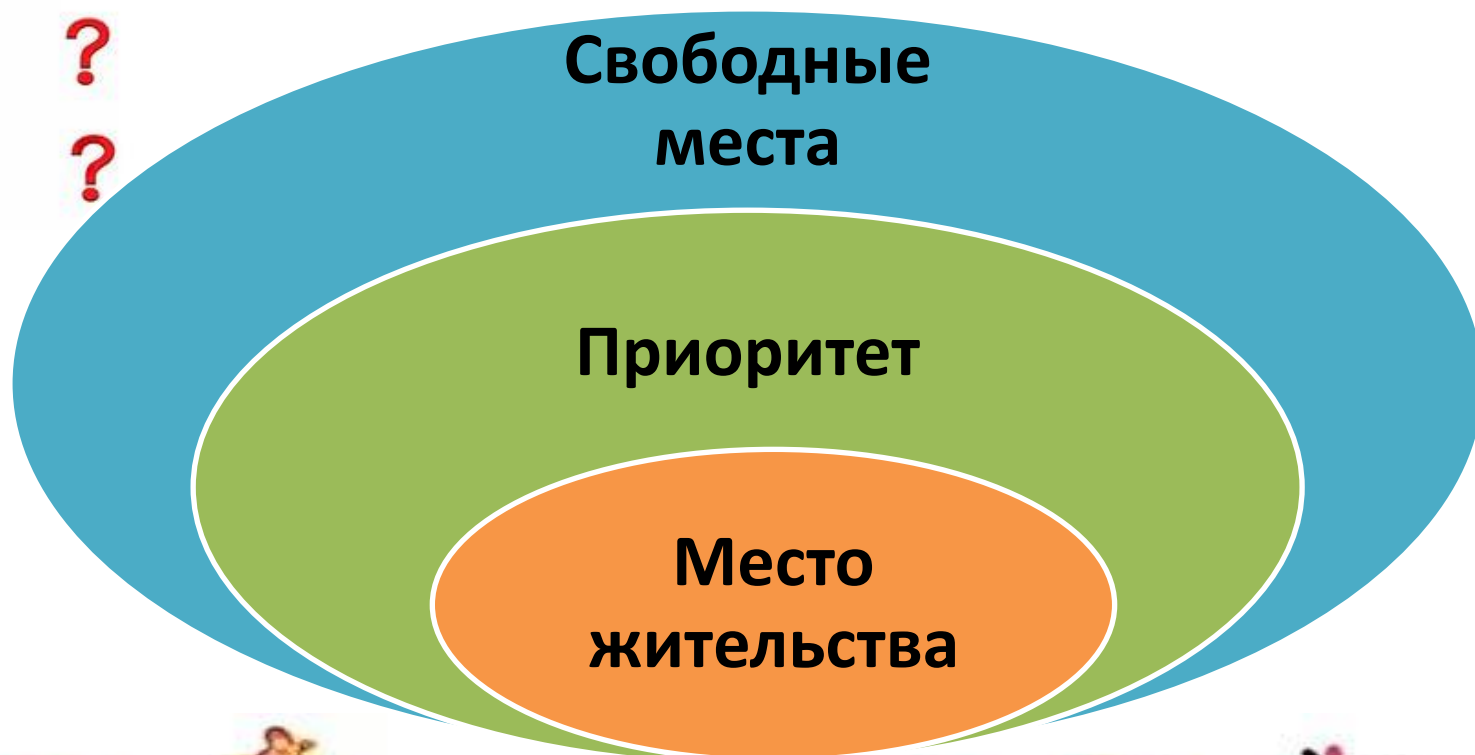 ?
?
Свободные
места
Приоритет
Место
жительства